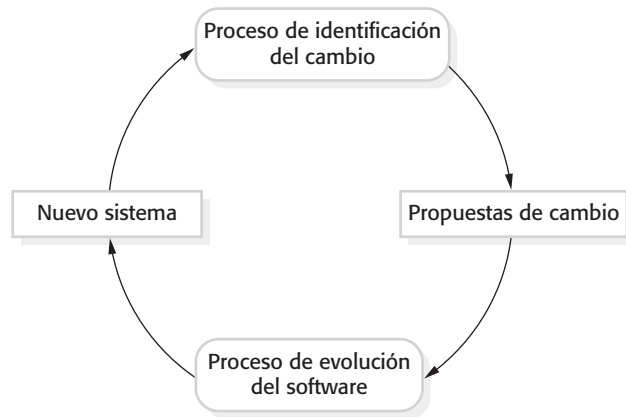 Proceso de identificación
del cambio
Nuevo sistema
Propuestas de cambio
Proceso de evolución
del software